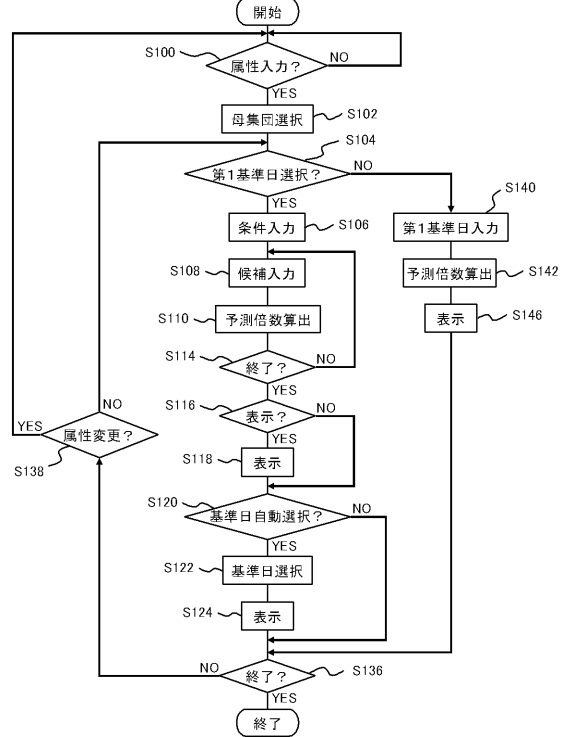 開始
S100
属性入力?
NO
YES
母集団選択
S102
S104
第1基準日選択?
NO
YES
S140
条件入力
S106
第1基準日入力
S108
候補入力
予測倍数算出
S142
S110
予測倍数算出
表示
S146
S114
終了?
NO
YES
S116
表示?
NO
YES
NO
YES
属性変更?
S138
S118
表示
S120
基準日自動選択?
NO
YES
S122
基準日選択
S124
表示
NO
終了?
S136
YES
終了